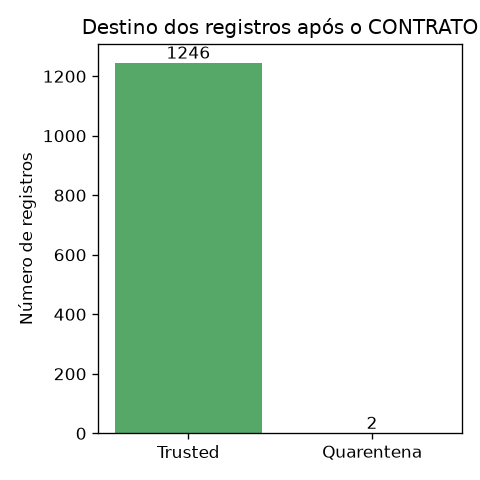 Destino dos registros após o CONTRATO
1246
1200
1000
800
600
400
200
0
Número de registros
2
Trusted
Quarentena